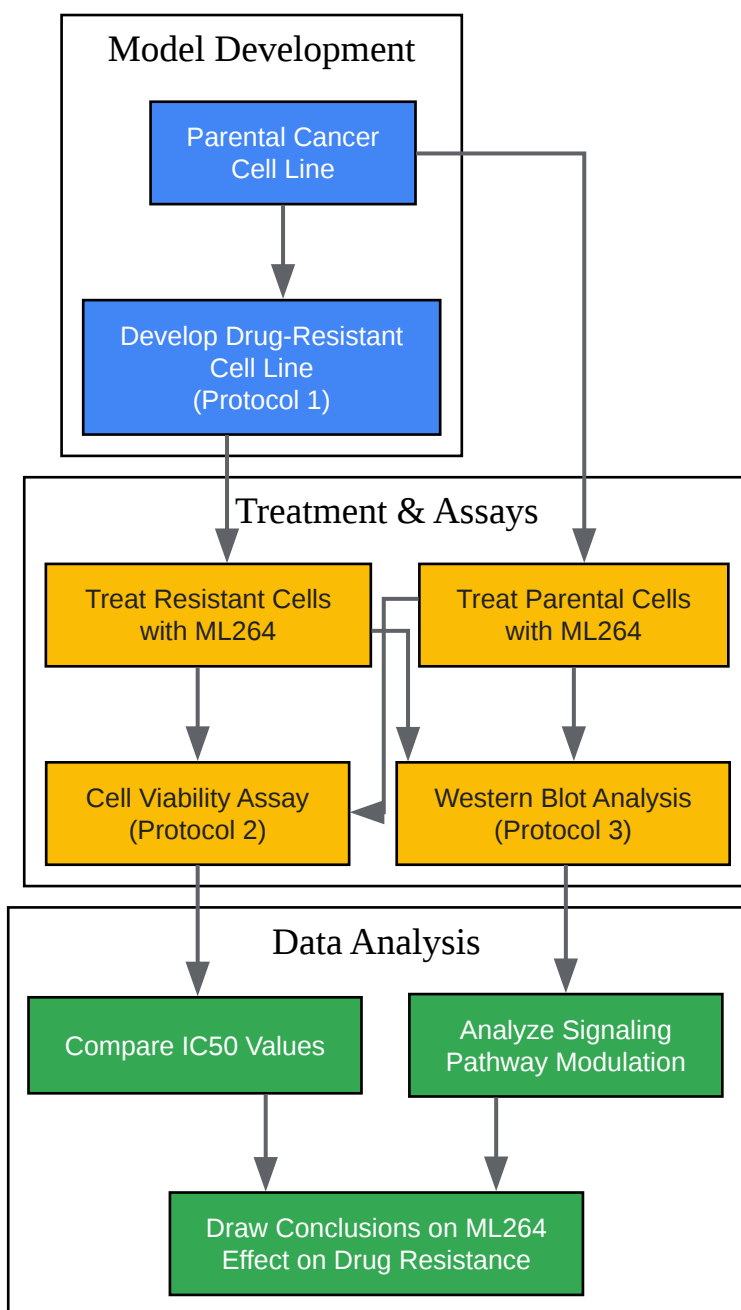 Model Development
Parental Cancer
Cell Line
Develop Drug-Resistant
Cell Line
(Protocol 1)
Treatment & Assays
Treat Resistant Cells
with ML264
Treat Parental Cells
with ML264
Cell Viability Assay
(Protocol 2)
Western Blot Analysis
(Protocol 3)
Data Analysis
Compare IC50 Values
Analyze Signaling
Pathway Modulation
Draw Conclusions on ML264
Effect on Drug Resistance